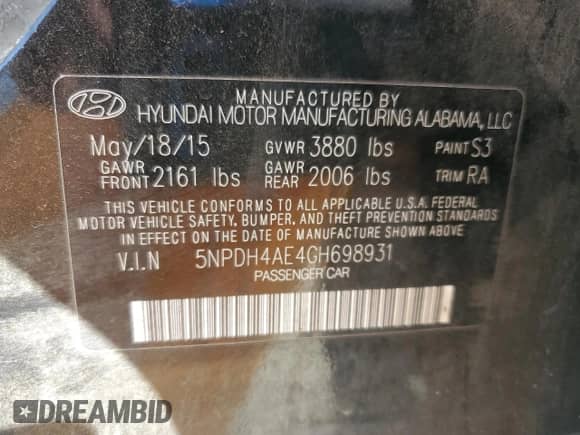 MANUFACTURED BY
HYUNDAI MOTOR MANUFACTURING ALABAMA, LLC
May/18/15 GVWR 3880 lbs PAINT S3
GAWR FRONT 2161 lbs GAWR REAR 2006 lbs TRIM RA
THIS VEHICLE CONFORMS TO ALL APPLICABLE U.S.A. FEDERAL
MOTOR VEHICLE SAFETY, BUMPER, AND THEFT PREVENTION
STANDARDS IN EFFECT ON THE DATE OF MANUFACTURE SHOWN ABOVE.
V.I.N 5NPDH4AE4GH698931
PASSENGER CAR
DREAMBID